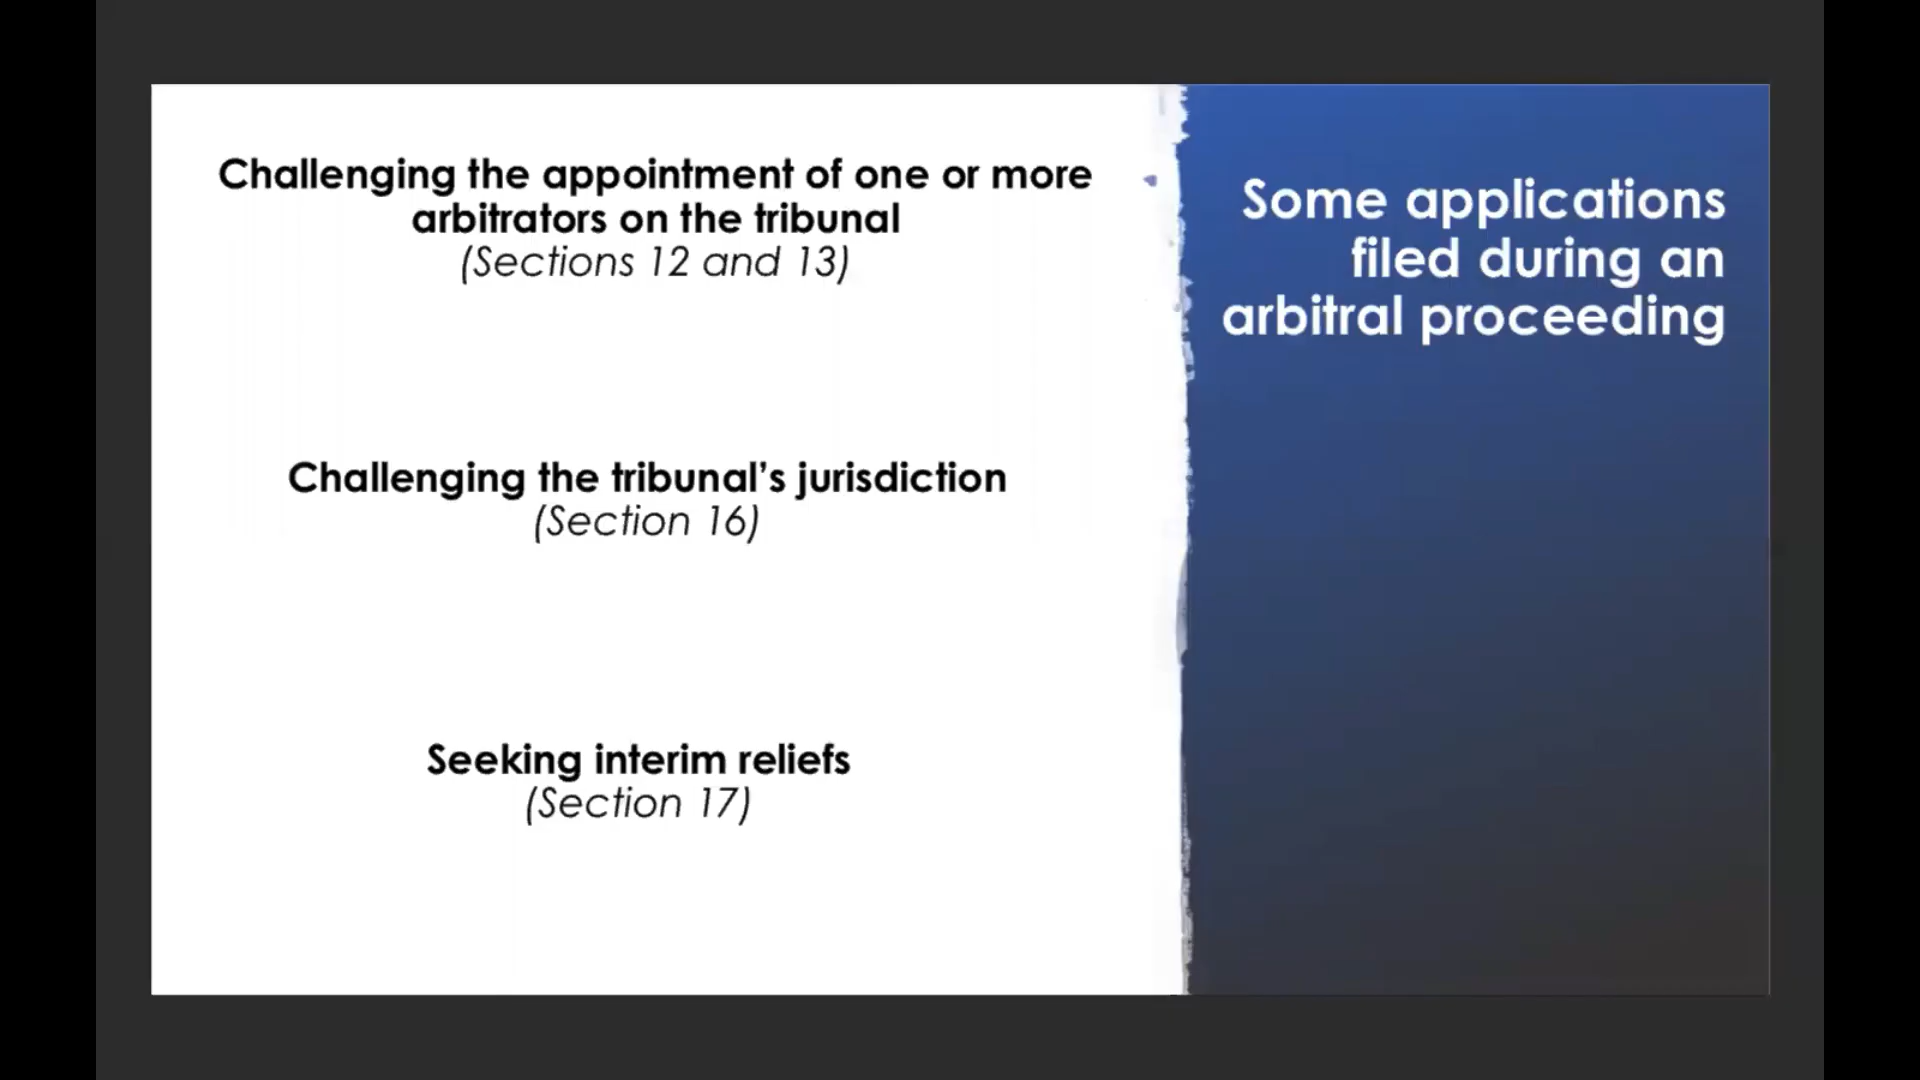 Challenging the appointment of one or more
arbitrators on the tribunal
(Sections 12 and 13)
Challenging the tribunal's jurisdiction
(Section 16)
Seeking interim reliefs
(Section 17)
Some applications
filed during an
arbitral proceeding